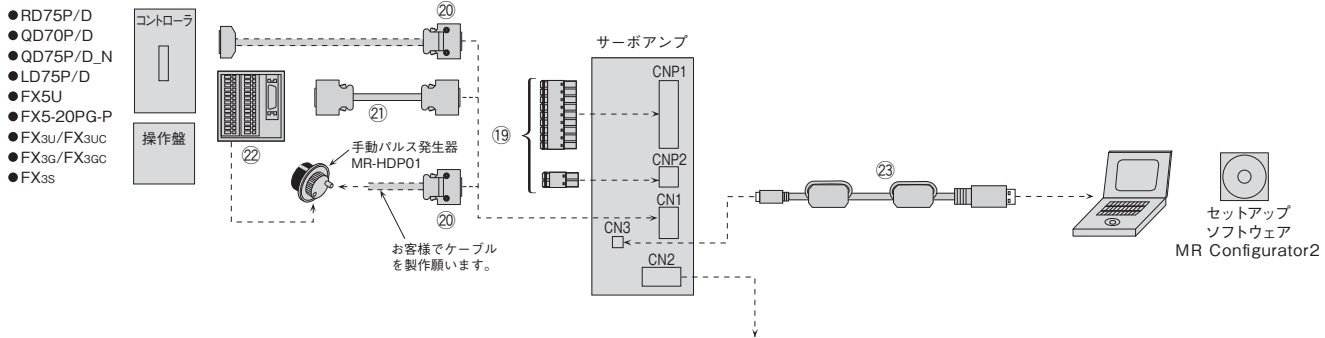 ●RD75P/D
●QD70P/D
●QD75P/D_N
●LD75P/D
●FX5U
●FX5-20PG-P
●FX3U/FX3UC
●FX3G/FX3GC
●FX3S
コントローラ
操作盤
⑳
㉑
㉒
手動パルス発生器
MR-HDP01
⑳
お客様でケーブル
を製作願います。
⑲
サーボアンプ
CNP1
CNP2
CN1
CN3
CN2
㉓
セットアップ
ソフトウェア
MR Configurator2